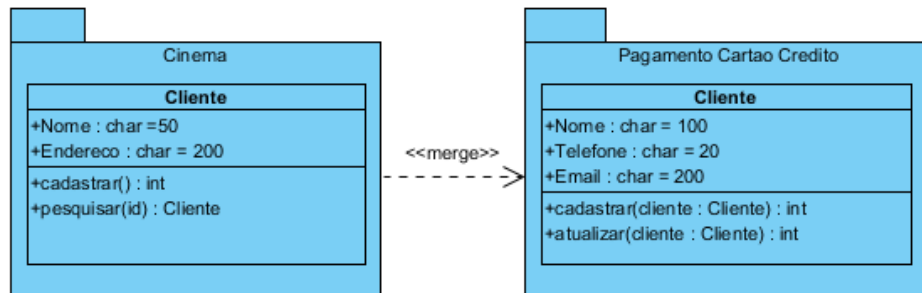 Cinema
Cliente
+Nome : char =50
+Endereco : char = 200
+cadastrar() : int
+pesquisar(id) : Cliente
<<merge>>
Pagamento Cartao Credito
Cliente
+Nome : char = 100
+Telefone : char = 20
+Email : char = 200
+cadastrar(cliente : Cliente) : int
+atualizar(cliente : Cliente) : int